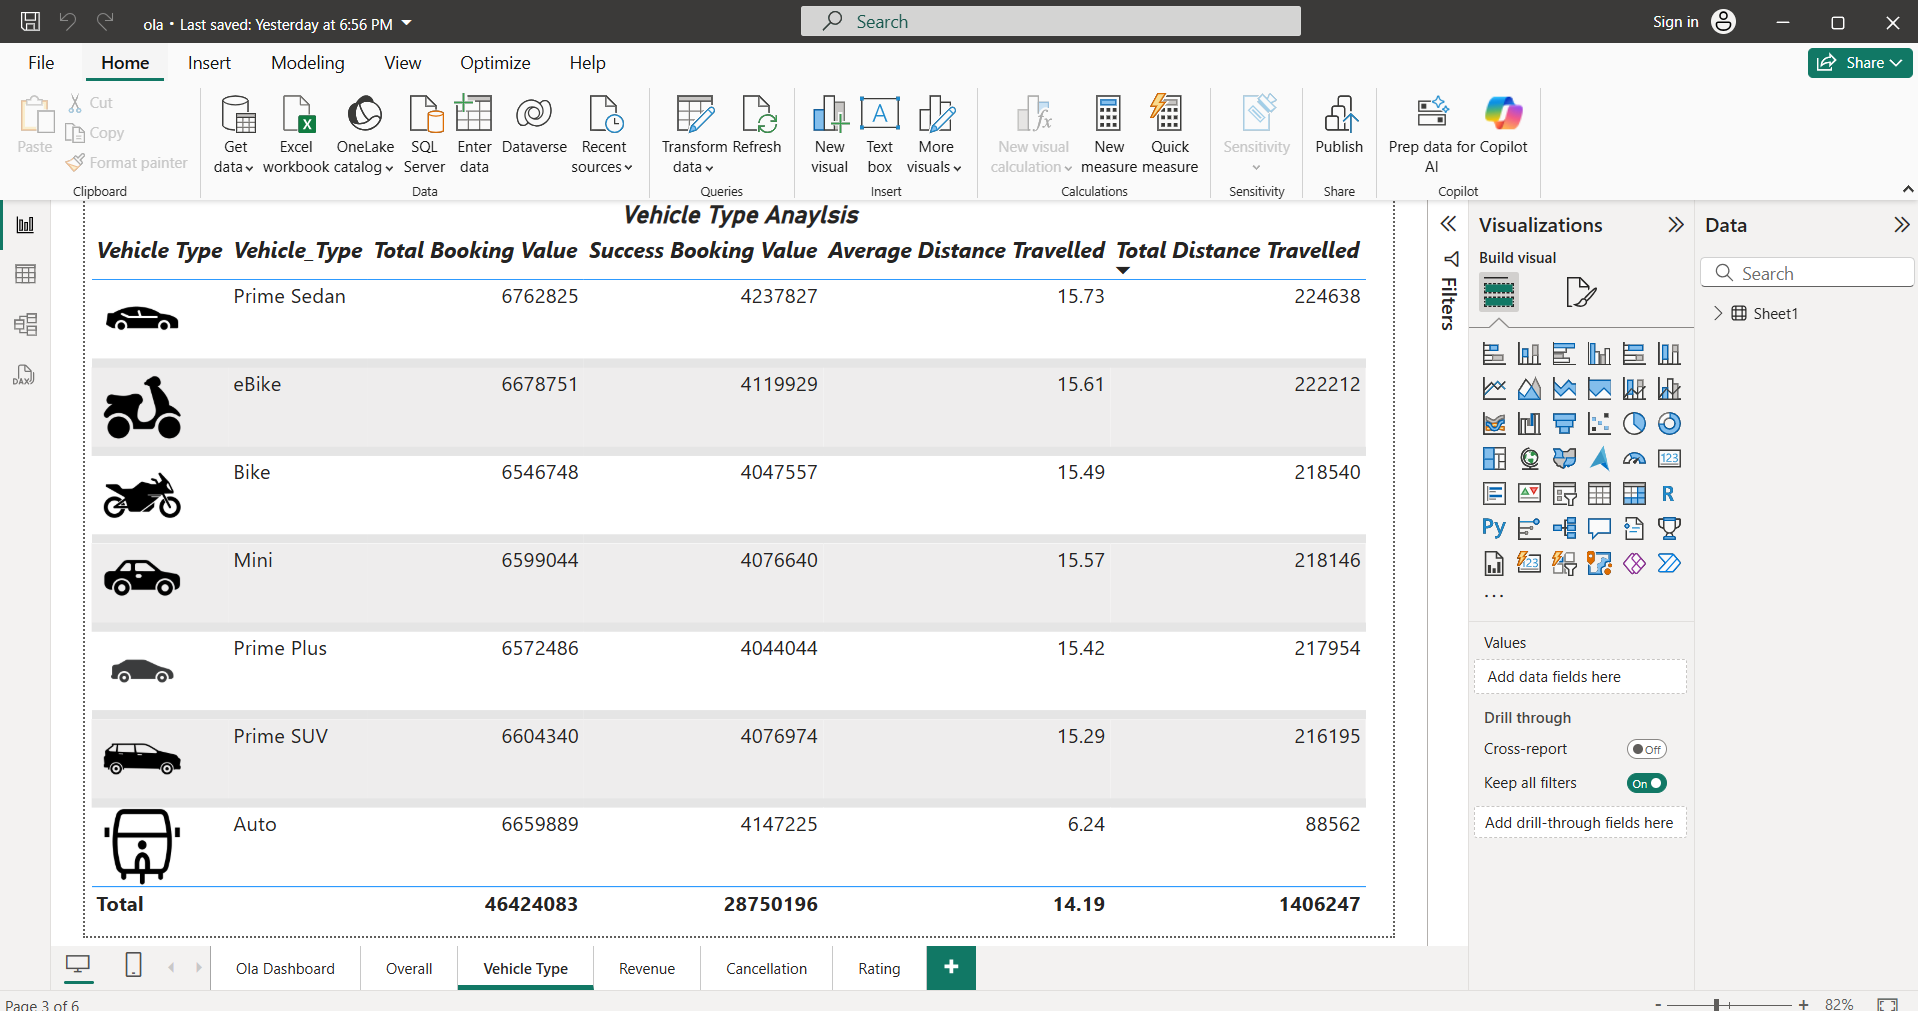 ola • Last saved: Yesterday at 6:56 PM
Search
Sign in
File Home Insert Modeling View Optimize Help
Share
Paste
Cut
Copy
Format painter
Clipboard
Get data
Excel workbook
OneLake catalog
SQL Server
Enter data
Dataverse
Recent sources
Data
Transform data
Refresh
Queries
New visual
Text box
More visuals
Insert
New visual calculation
New measure
Quick measure
Calculations
Sensitivity
Sensitivity
Publish
Share
Prep data for AI
Copilot
Copilot
Vehicle Type Anaylsis
Vehicle Type Vehicle_Type Total Booking Value Success Booking Value Average Distance Travelled Total Distance Travelled
Prime Sedan 6762825 4237827 15.73 224638
eBike 6678751 4119929 15.61 222212
Bike 6546748 4047557 15.49 218540
Mini 6599044 4076640 15.57 218146
Prime Plus 6572486 4044044 15.42 217954
Prime SUV 6604340 4076974 15.29 216195
Auto 6659889 4147225 6.24 88562
Total 46424083 28750196 14.19 1406247
Filters
Visualizations
Build visual
123
R
Py
123
Values
Add data fields here
Drill through
Cross-report Off
Keep all filters On
Add drill-through fields here
Data
Search
Sheet1
DAX
Ola Dashboard Overall Vehicle Type Revenue Cancellation Rating +
Page 3 of 6
- + 82%